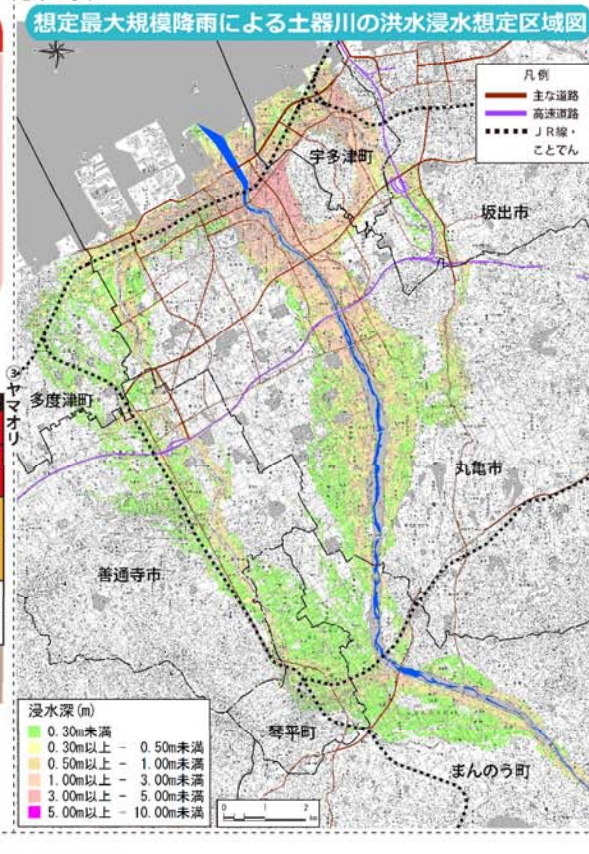 想定最大規模降雨による土器川の洪水浸水想定区域図
凡例
主な道路
高速道路
ＪＲ線・
ことでん
宇多津町
坂出市
③ヤマオリ
多度津町
丸亀市
善通寺市
琴平町
まんのう町
浸水深(m)
0.30m未満
0.30m以上 － 0.50m未満
0.50m以上 － 1.00m未満
1.00m以上 － 3.00m未満
3.00m以上 － 5.00m未満
5.00m以上 － 10.00m未満
0 1 2
km